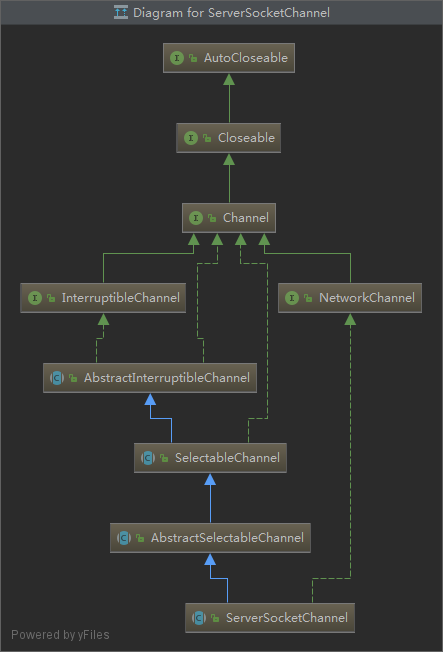 Diagram for ServerSocketChannel
AutoCloseable
Closeable
Channel
InterruptibleChannel
NetworkChannel
AbstractInterruptibleChannel
SelectableChannel
AbstractSelectableChannel
ServerSocketChannel
Powered by yFiles